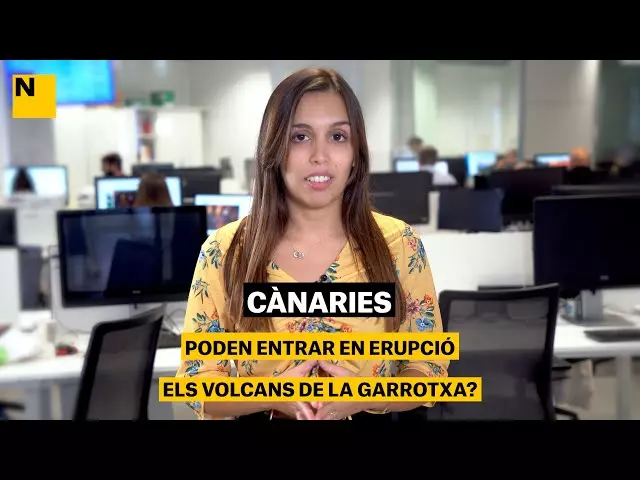 N
CÀNARIES
PODEN ENTRAR EN ERUPCIÓ
ELS VOLCANS DE LA GARROTXA?